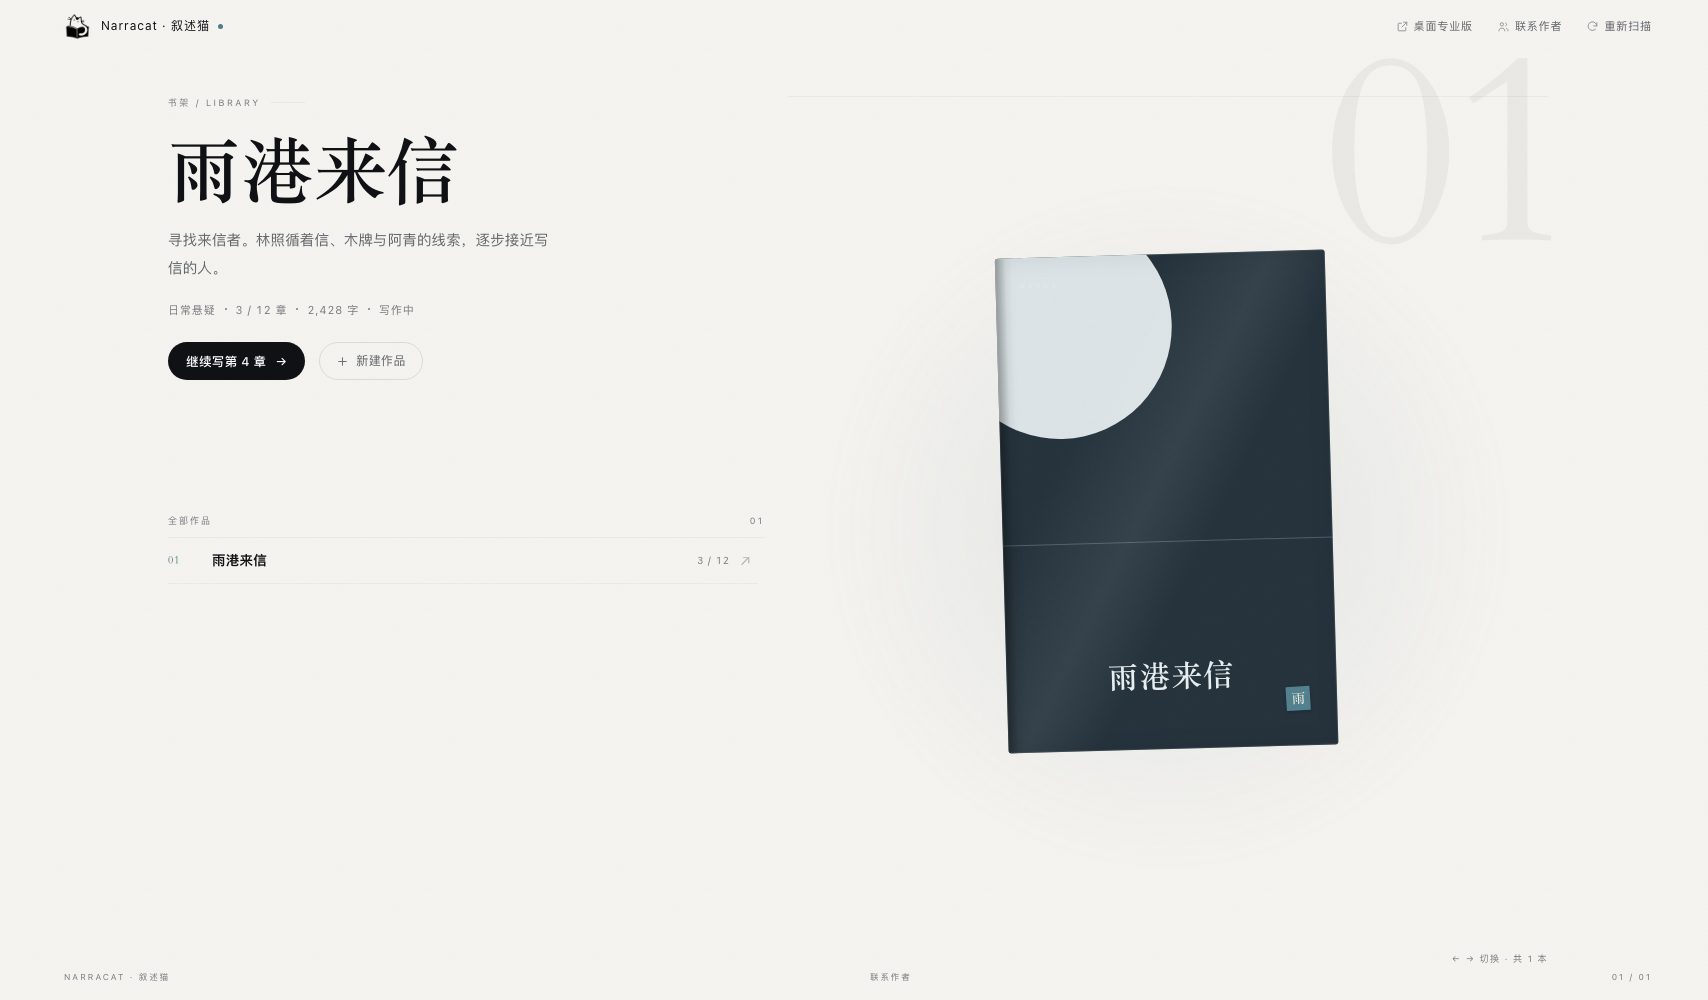 Narracat · 叙述猫
桌面专业版
联系作者
重新扫描
01
书架 / LIBRARY
雨港来信
寻找来信者。林照循着信、木牌与阿青的线索，逐步接近写
信的人。
日常悬疑 · 3 / 12 章 · 2,428 字 · 写作中
继续写第 4 章 →
+ 新建作品
全部作品 01
01 雨港来信 3 / 12 ↗
雨港来信
雨
← → 切换 · 共 1 本
NARRACAT · 叙述猫
联系作者
01 / 01